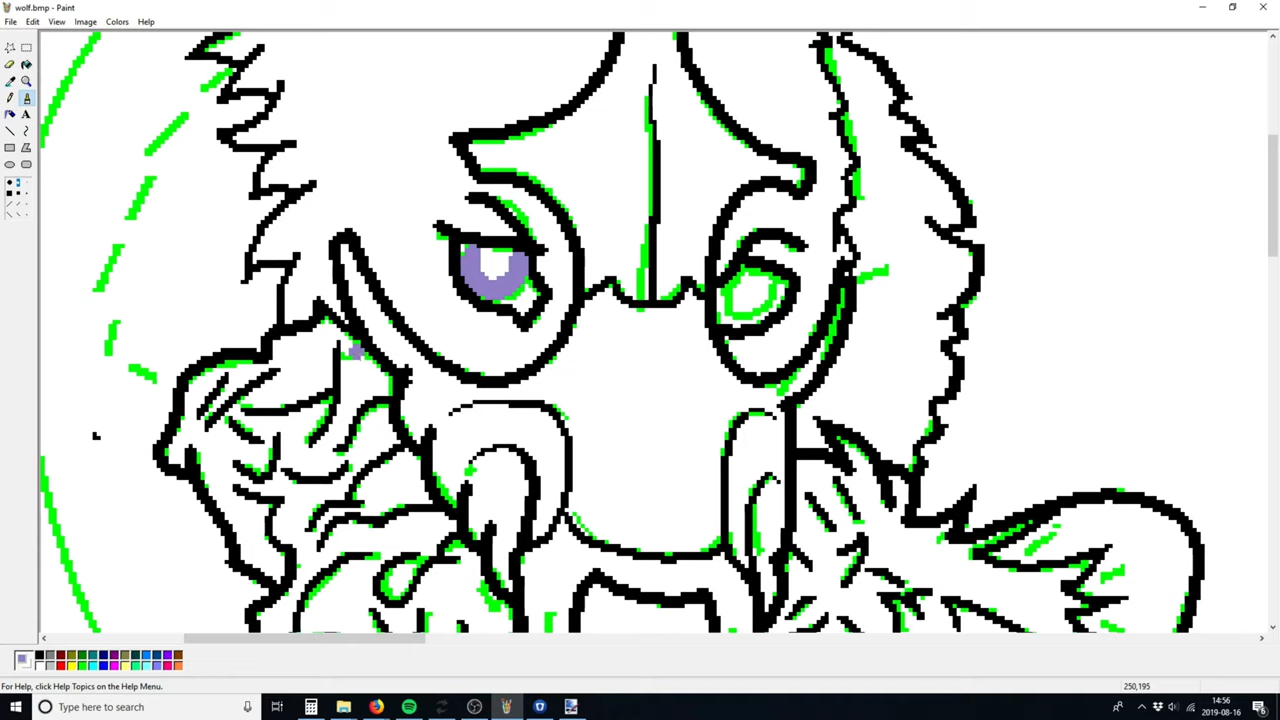 wolf.bmp - Paint
File Edit View Image Colors Help
A
For Help, click Help Topics on the Help Menu.
250,195
Type here to search
14:56
2019-08-16
6